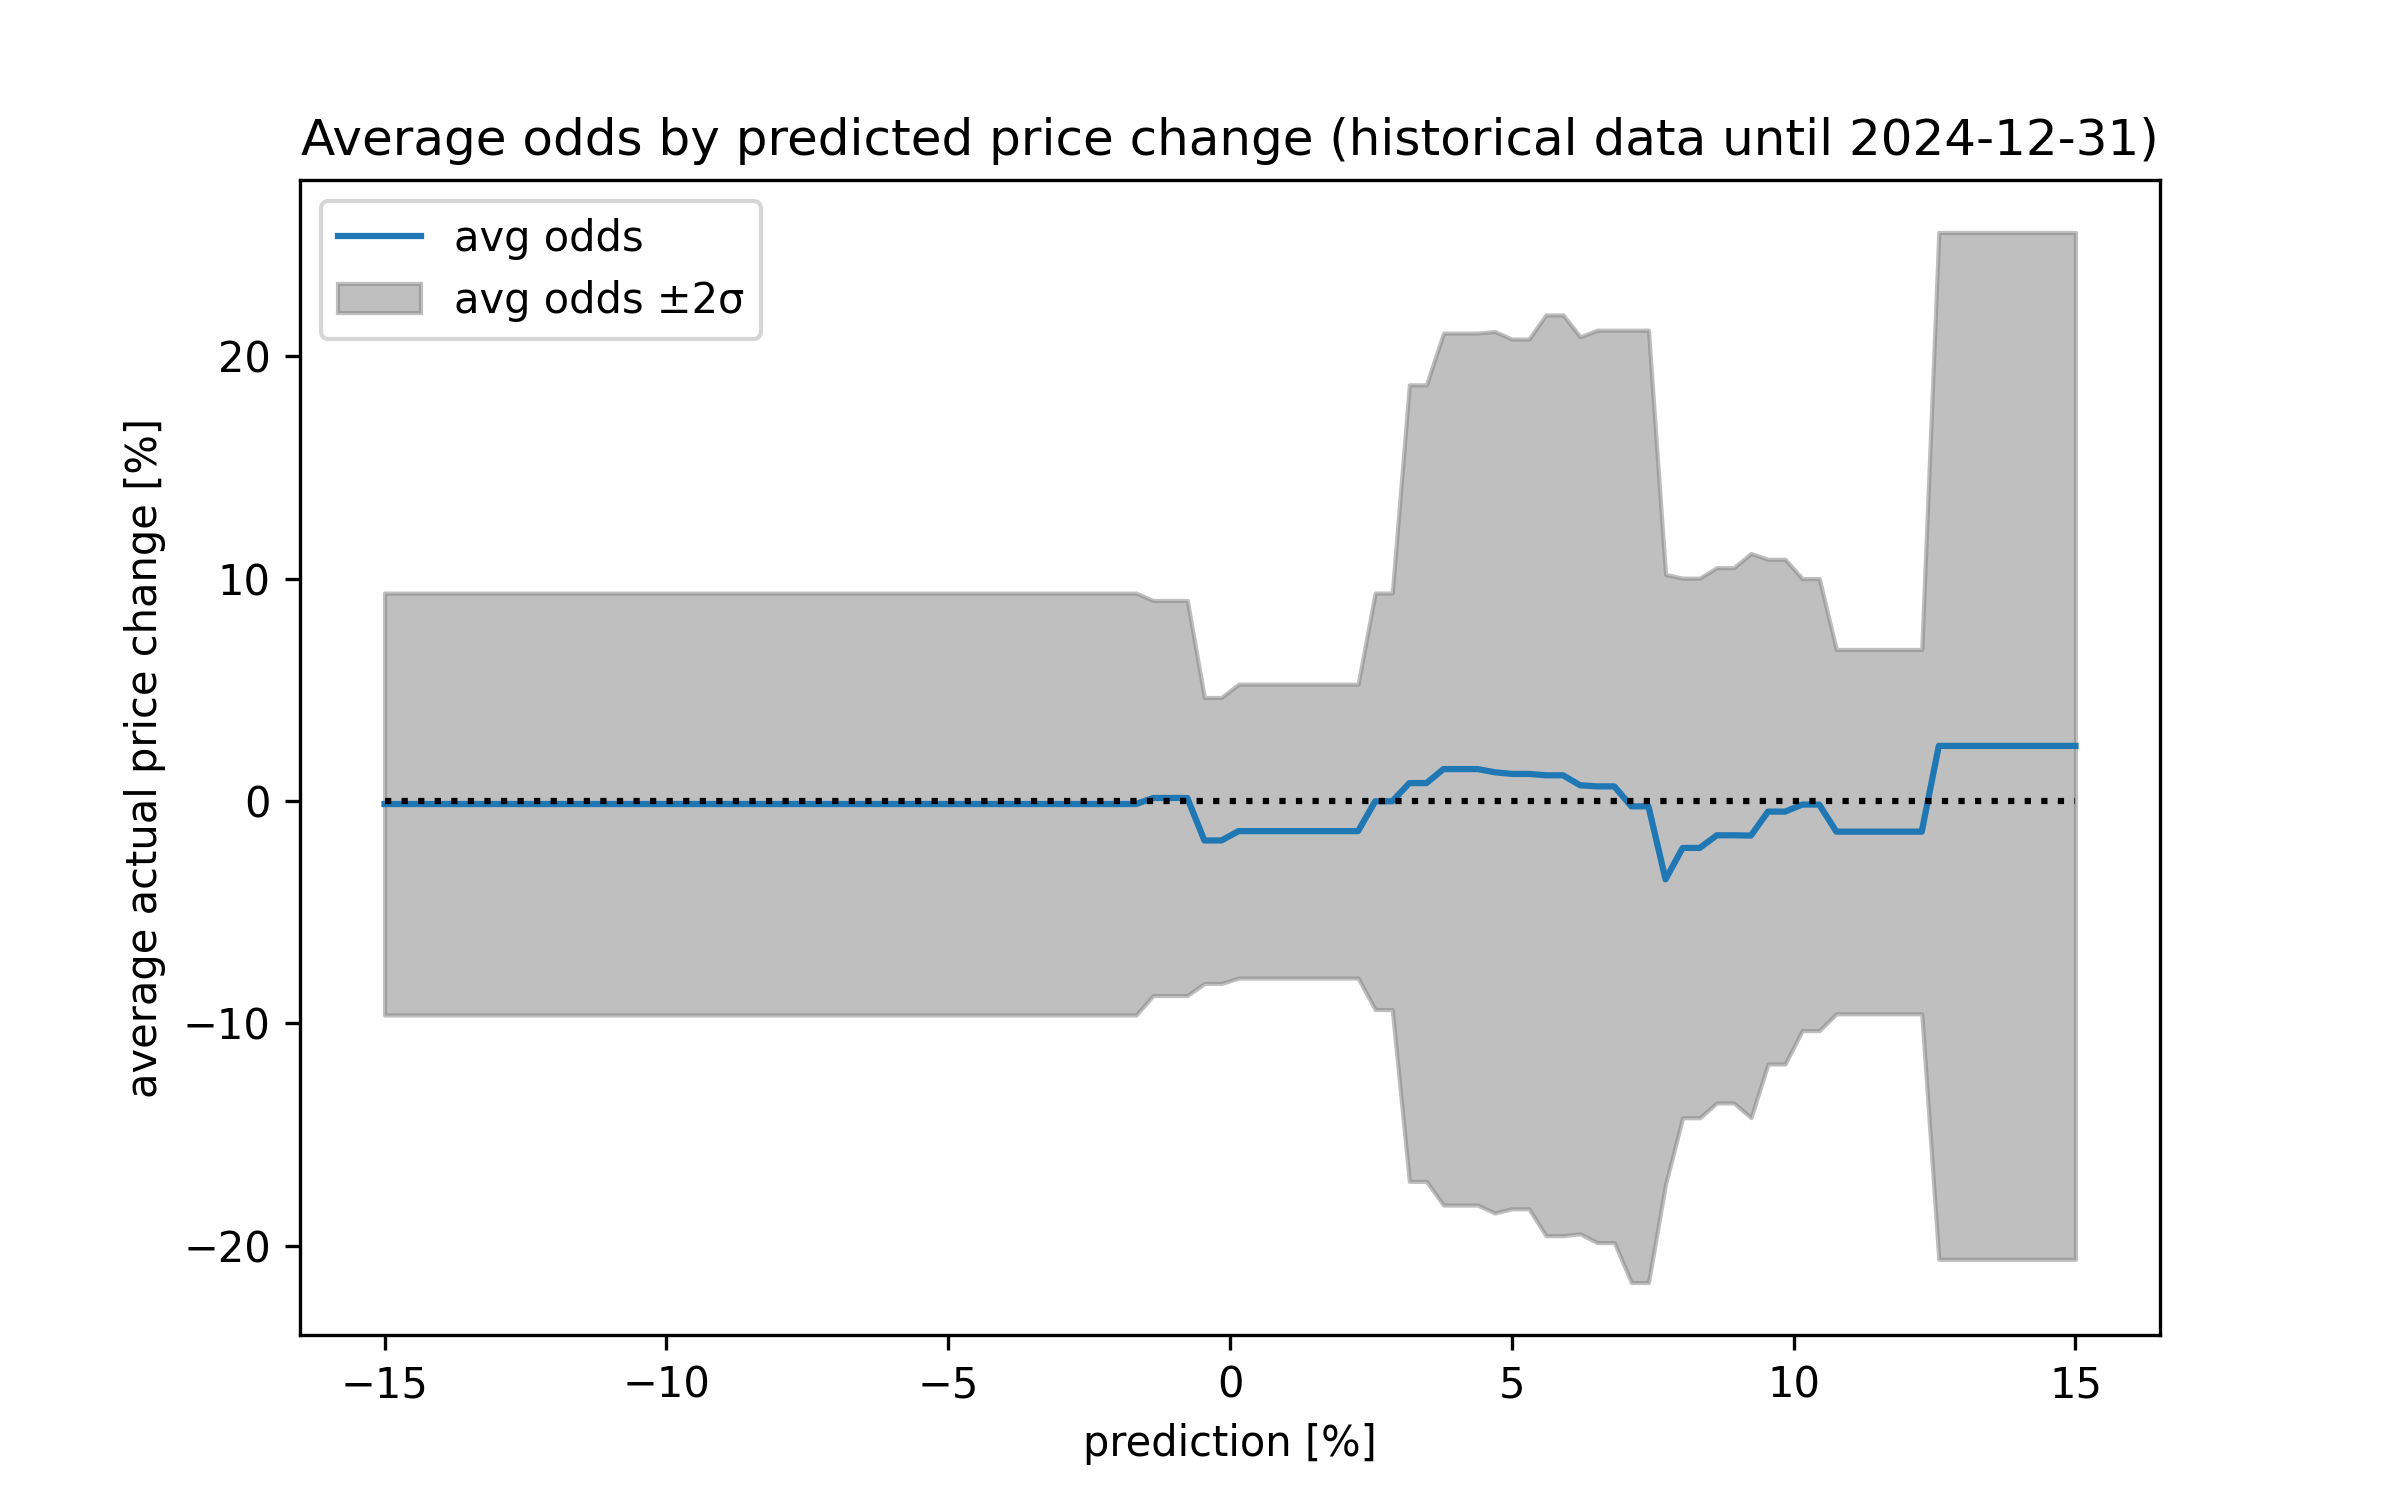 Average odds by predicted price change (historical data until 2024-12-31)
avg odds
avg odds ±2σ
average actual price change [%]
20
10
0
−10
−20
−15
−10
−5
0
5
10
15
prediction [%]